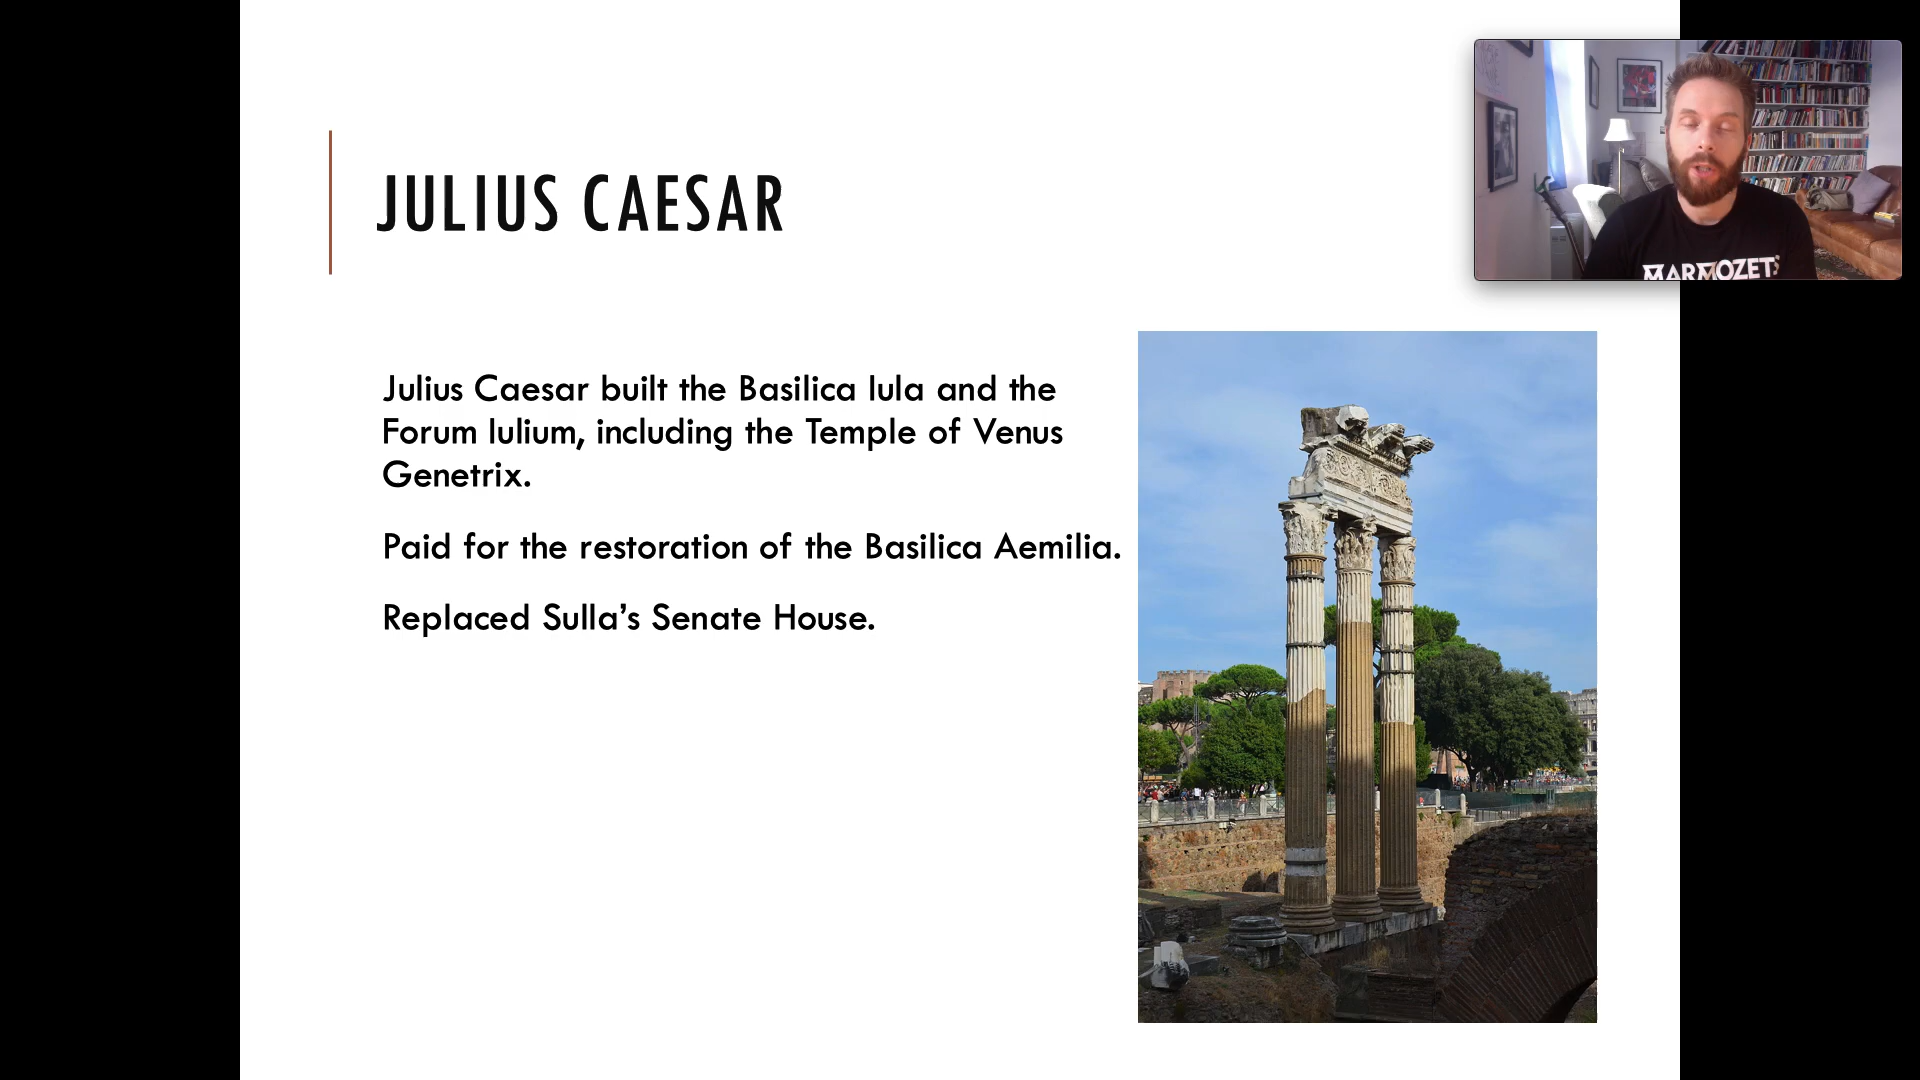 JULIUS CAESAR
Julius Caesar built the Basilica Iula and the
Forum Iulium, including the Temple of Venus
Genetrix.
Paid for the restoration of the Basilica Aemilia.
Replaced Sulla’s Senate House.
MARMOZETS